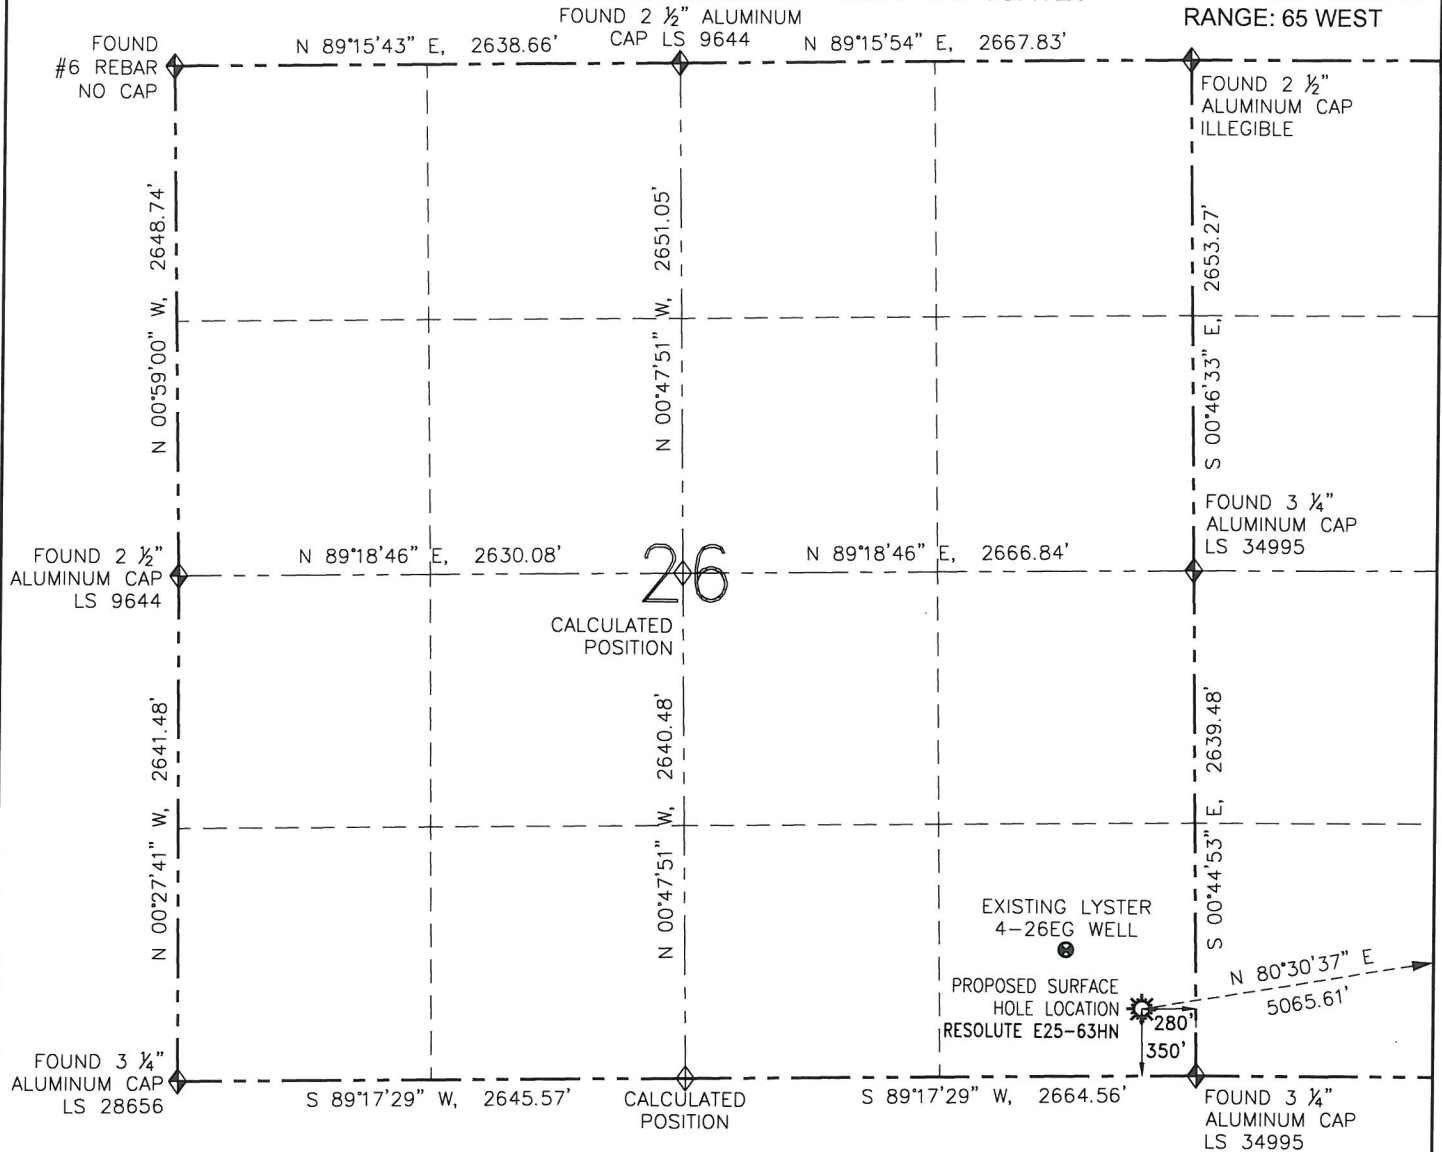 RANGE: 65 WEST
FOUND 2 ½" ALUMINUM
CAP LS 9644
FOUND
#6 REBAR
NO CAP
N 89°15'43" E, 2638.66'
N 89°15'54" E, 2667.83'
FOUND 2 ½"
ALUMINUM CAP
ILLEGIBLE
N 00°59'00" W, 2648.74'
N 00°47'51" W, 2651.05'
S 00°46'33" E, 2653.27'
FOUND 3 ¼"
ALUMINUM CAP
LS 34995
FOUND 2 ½"
ALUMINUM CAP
LS 9644
N 89°18'46" E, 2630.08'
26
N 89°18'46" E, 2666.84'
CALCULATED
POSITION
N 00°27'41" W, 2641.48'
N 00°47'51" W, 2640.48'
S 00°44'53" E, 2639.48'
EXISTING LYSTER
4-26EG WELL
PROPOSED SURFACE
HOLE LOCATION
RESOLUTE E25-63HN
280'
350'
N 80°30'37" E
5065.61'
FOUND 3 ¼"
ALUMINUM CAP
LS 28656
S 89°17'29" W, 2645.57'
CALCULATED
POSITION
S 89°17'29" W, 2664.56'
FOUND 3 ¼"
ALUMINUM CAP
LS 34995